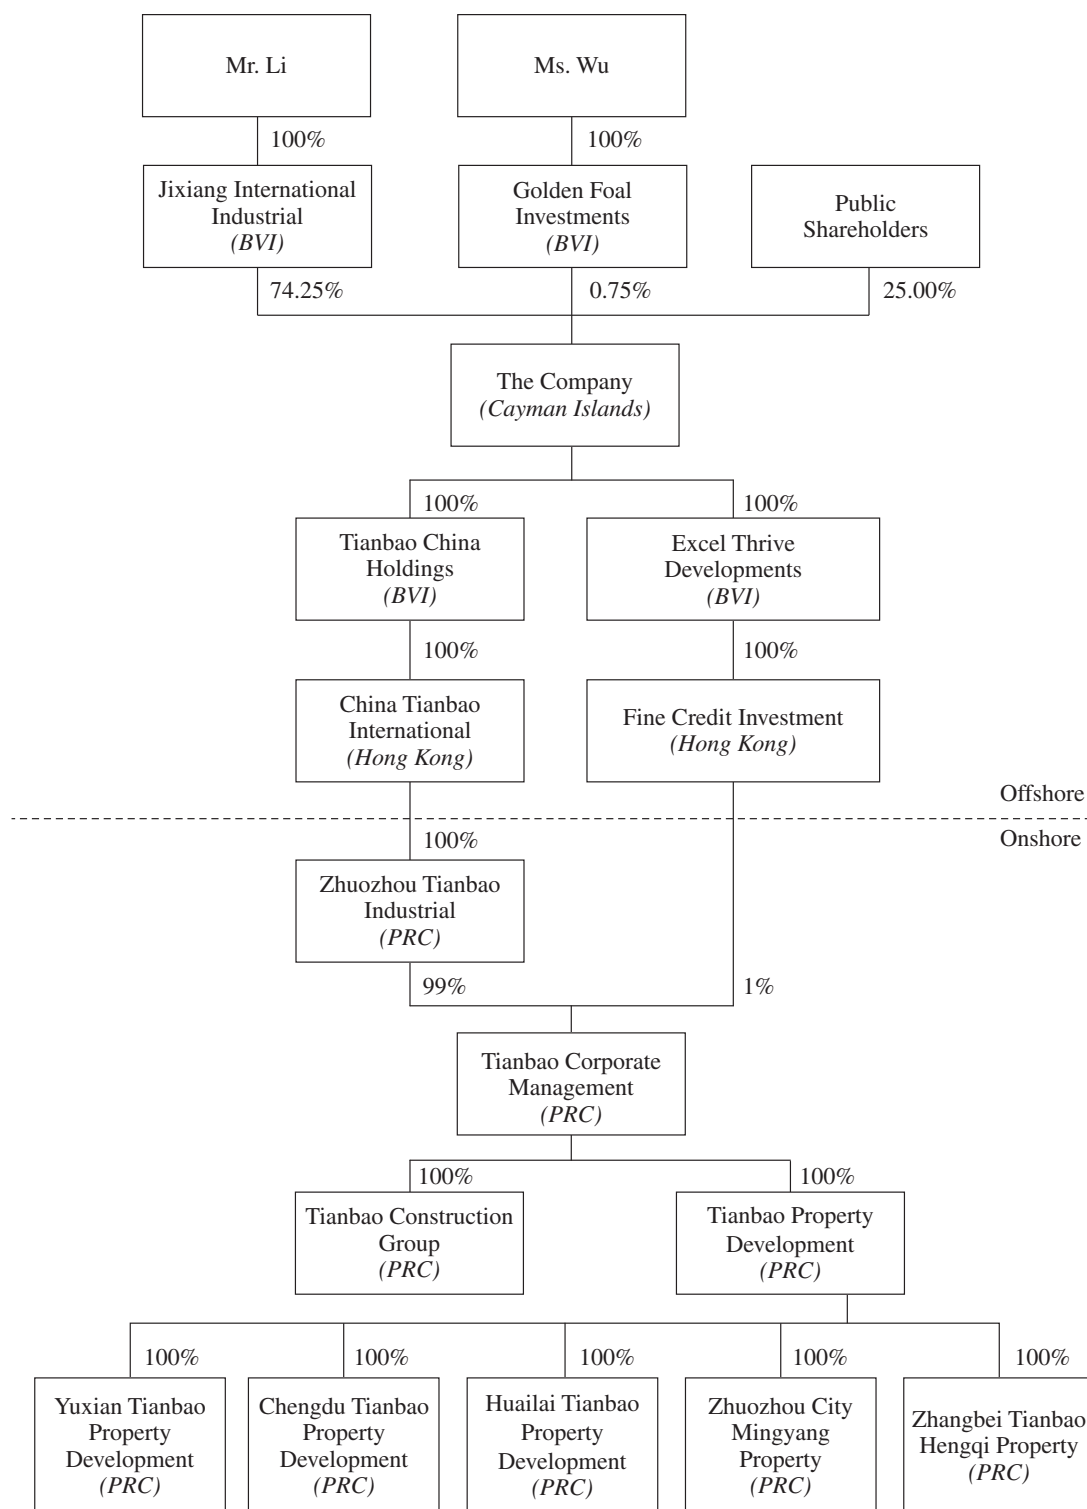 Mr. Li
Ms. Wu
100%
100%
Jixiang International
Industrial
(BVI)
Golden Foal
Investments
(BVI)
Public
Shareholders
74.25%
0.75%
25.00%
The Company
(Cayman Islands)
100%
100%
Tianbao China
Holdings
(BVI)
Excel Thrive
Developments
(BVI)
100%
100%
China Tianbao
International
(Hong Kong)
Fine Credit Investment
(Hong Kong)
Offshore
Onshore
100%
Zhuozhou Tianbao
Industrial
(PRC)
99%
1%
Tianbao Corporate
Management
(PRC)
100%
100%
Tianbao Construction
Group
(PRC)
Tianbao Property
Development
(PRC)
100%
100%
100%
100%
100%
Yuxian Tianbao
Property
Development
(PRC)
Chengdu Tianbao
Property
Development
(PRC)
Huailai Tianbao
Property
Development
(PRC)
Zhuozhou City
Mingyang
Property
(PRC)
Zhangbei Tianbao
Hengqi Property
(PRC)